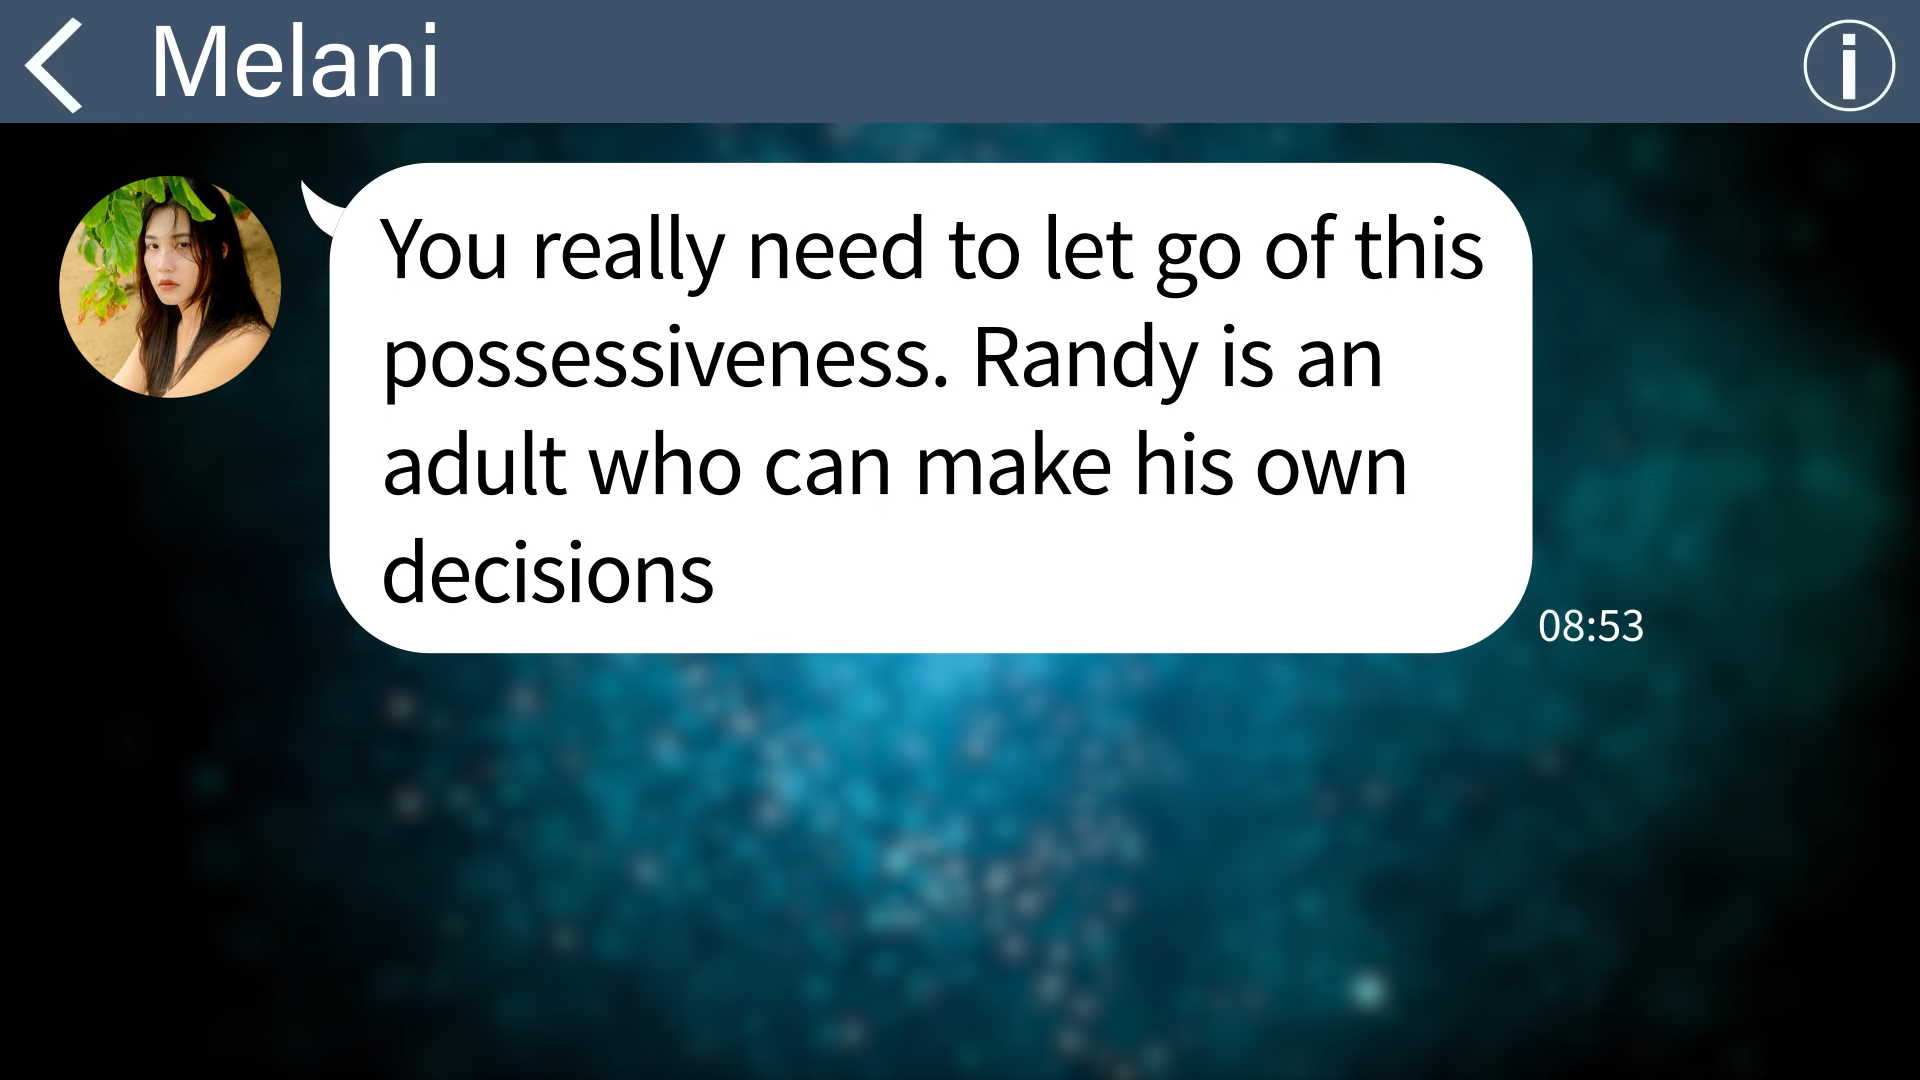 Melani
You really need to let go of this
possessiveness. Randy is an
adult who can make his own
decisions
08:53